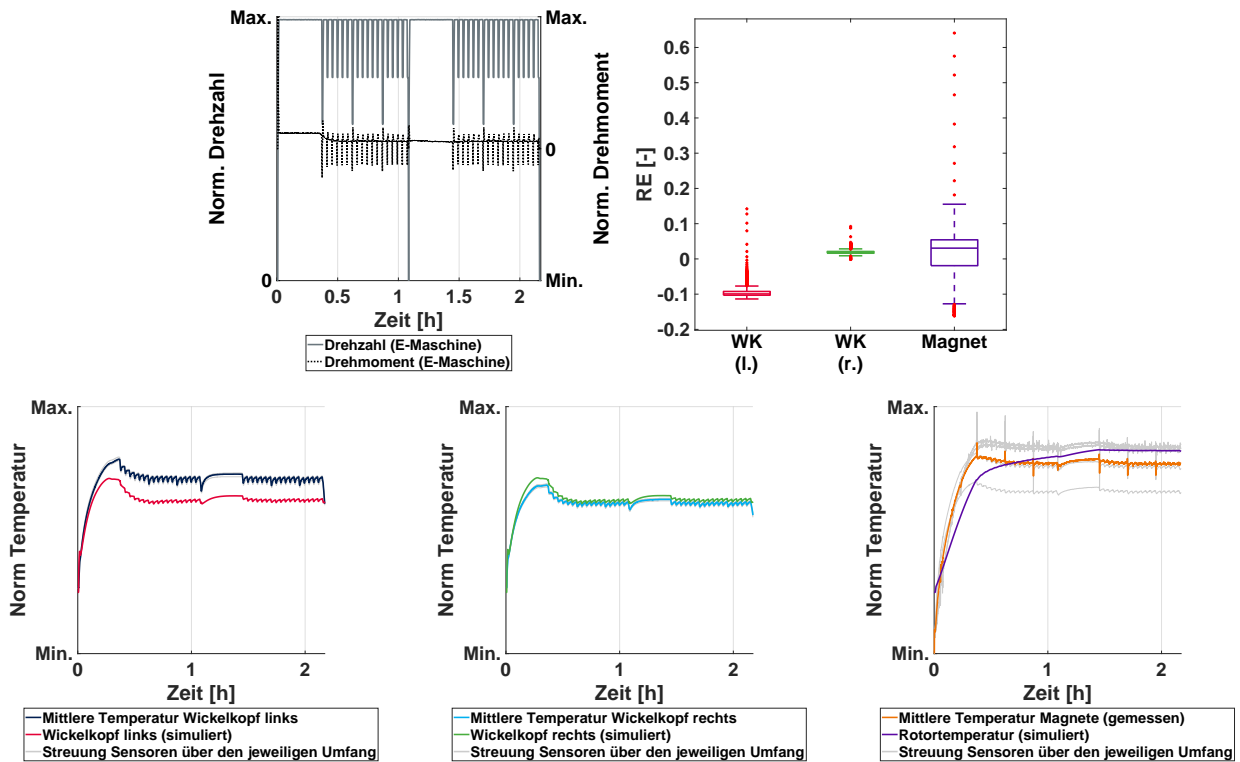 Max.
0
Norm. Drehzahl
0 0.5 1 1.5 2
Zeit [h]
Max.
0
Min.
Norm. Drehmoment
Drehzahl (E-Maschine)
Drehmoment (E-Maschine)
0.6
0.5
0.4
0.3
0.2
0.1
0
-0.1
-0.2
RE [-]
WK
(l.)
WK
(r.)
Magnet
Max.
Min.
Norm Temperatur
0 1 2
Zeit [h]
Mittlere Temperatur Wickelkopf links
Wickelkopf links (simuliert)
Streuung Sensoren über den jeweiligen Umfang
Max.
Min.
Norm Temperatur
0 1 2
Zeit [h]
Mittlere Temperatur Wickelkopf rechts
Wickelkopf rechts (simuliert)
Streuung Sensoren über den jeweiligen Umfang
Max.
Min.
Norm Temperatur
0 1 2
Zeit [h]
Mittlere Temperatur Magnete (gemessen)
Rotortemperatur (simuliert)
Streuung Sensoren über den jeweiligen Umfang